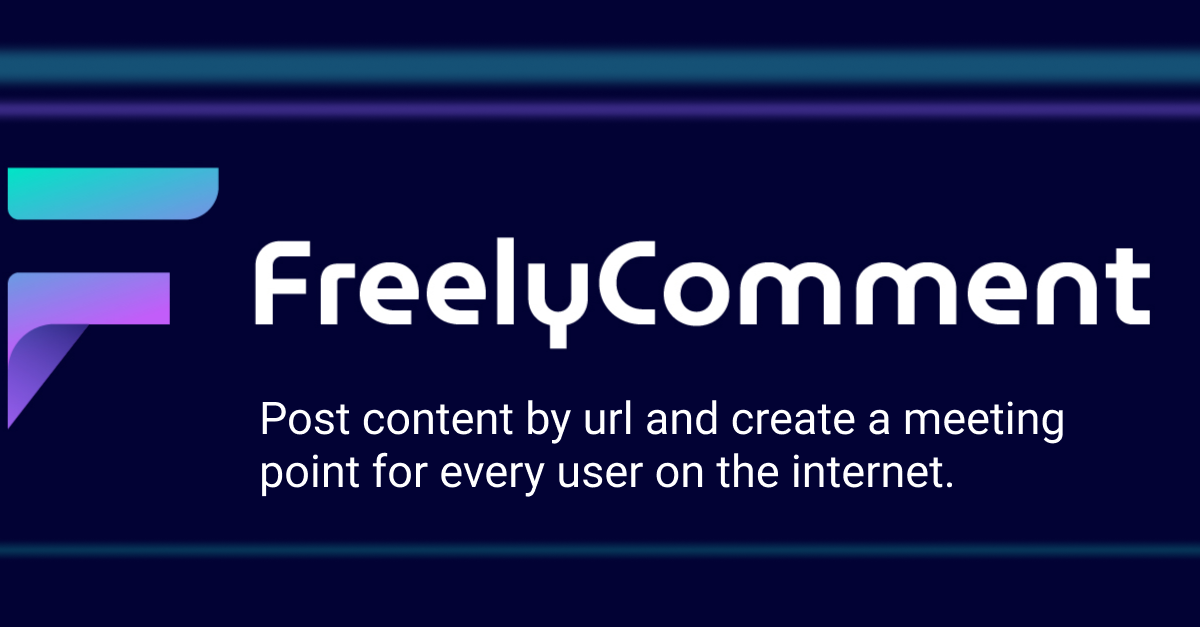 FreelyComment
Post content by url and create a meeting
point for every user on the internet.